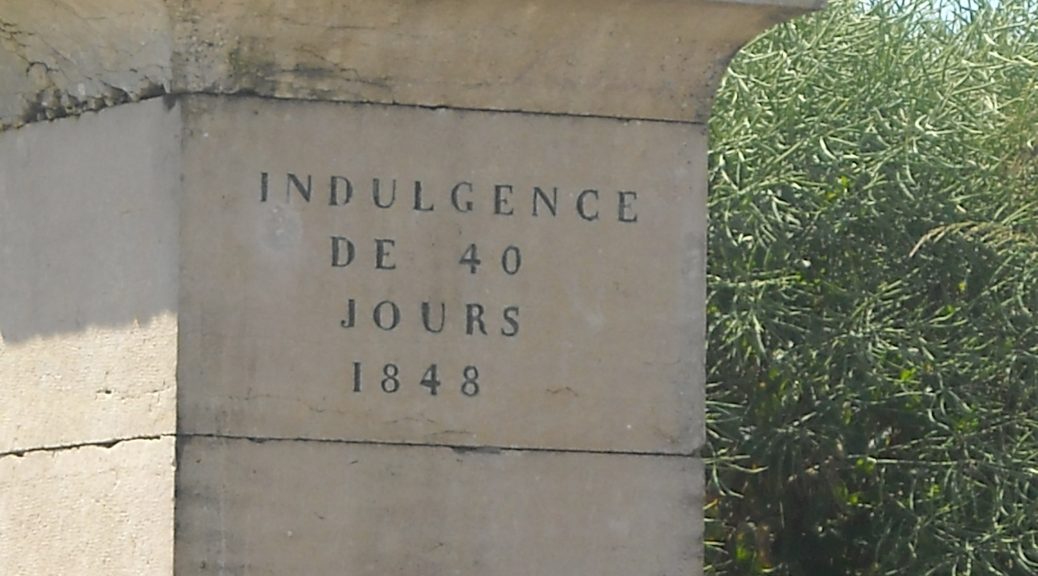 INDULGENCE
DE 40
JOURS
1848